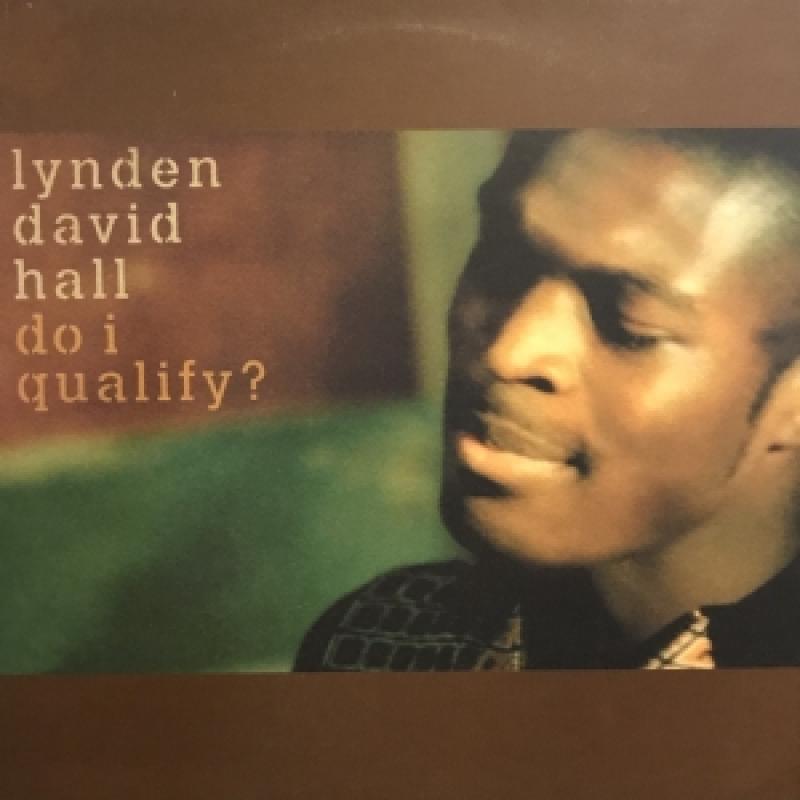 lynden
david
hall
do i
qualify?